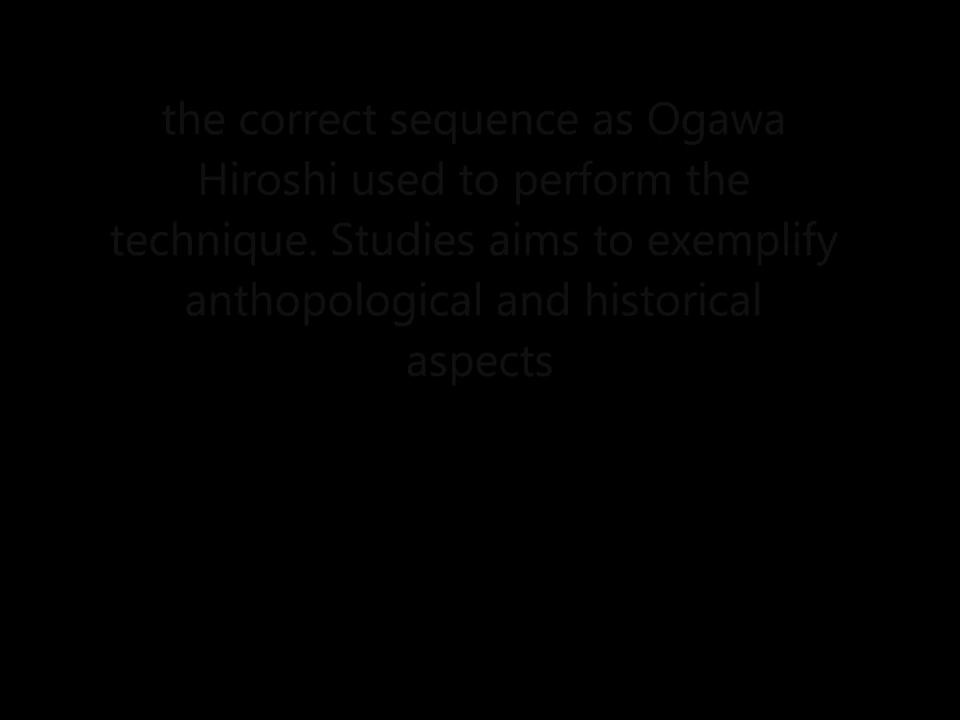 the correct sequence as Ogawa
Hiroshi used to perform the
technique. Studies aims to exemplify
anthopological and historical
aspects